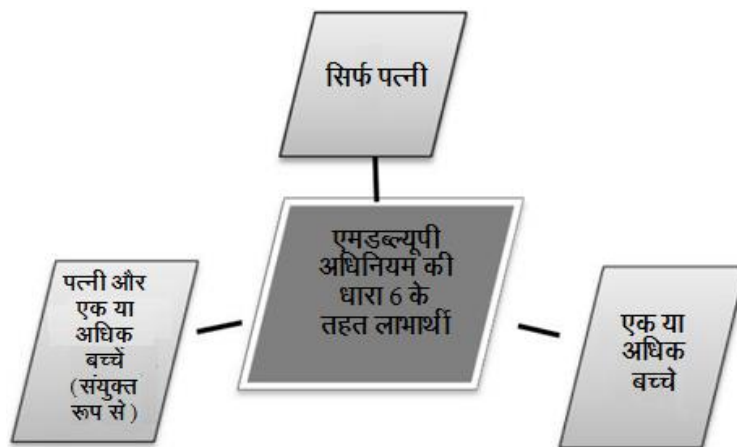 सिर्फ पत्नी
एमडब्ल्यूपी
अधिनियम की
धारा 6 के
तहत लाभार्थी
पत्नी और
एक या
अधिक
बच्चें
(संयुक्त
रूप से )
एक या
अधिक
बच्चे